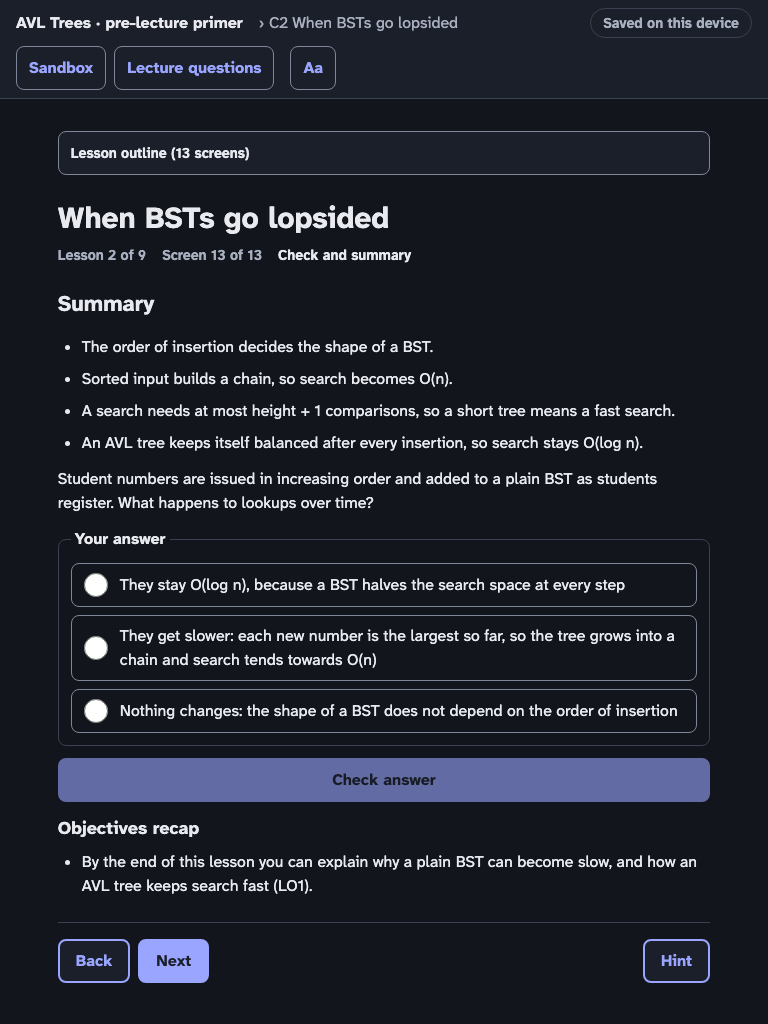 AVL Trees · pre-lecture primer › C2 When BSTs go lopsided Saved on this device
Sandbox Lecture questions Aa
Lesson outline (13 screens)
When BSTs go lopsided
Lesson 2 of 9 Screen 13 of 13 Check and summary
Summary
• The order of insertion decides the shape of a BST.
• Sorted input builds a chain, so search becomes O(n).
• A search needs at most height + 1 comparisons, so a short tree means a fast search.
• An AVL tree keeps itself balanced after every insertion, so search stays O(log n).
Student numbers are issued in increasing order and added to a plain BST as students
register. What happens to lookups over time?
Your answer
They stay O(log n), because a BST halves the search space at every step
They get slower: each new number is the largest so far, so the tree grows into a
chain and search tends towards O(n)
Nothing changes: the shape of a BST does not depend on the order of insertion
Check answer
Objectives recap
• By the end of this lesson you can explain why a plain BST can become slow, and how an
AVL tree keeps search fast (LO1).
Back Next Hint